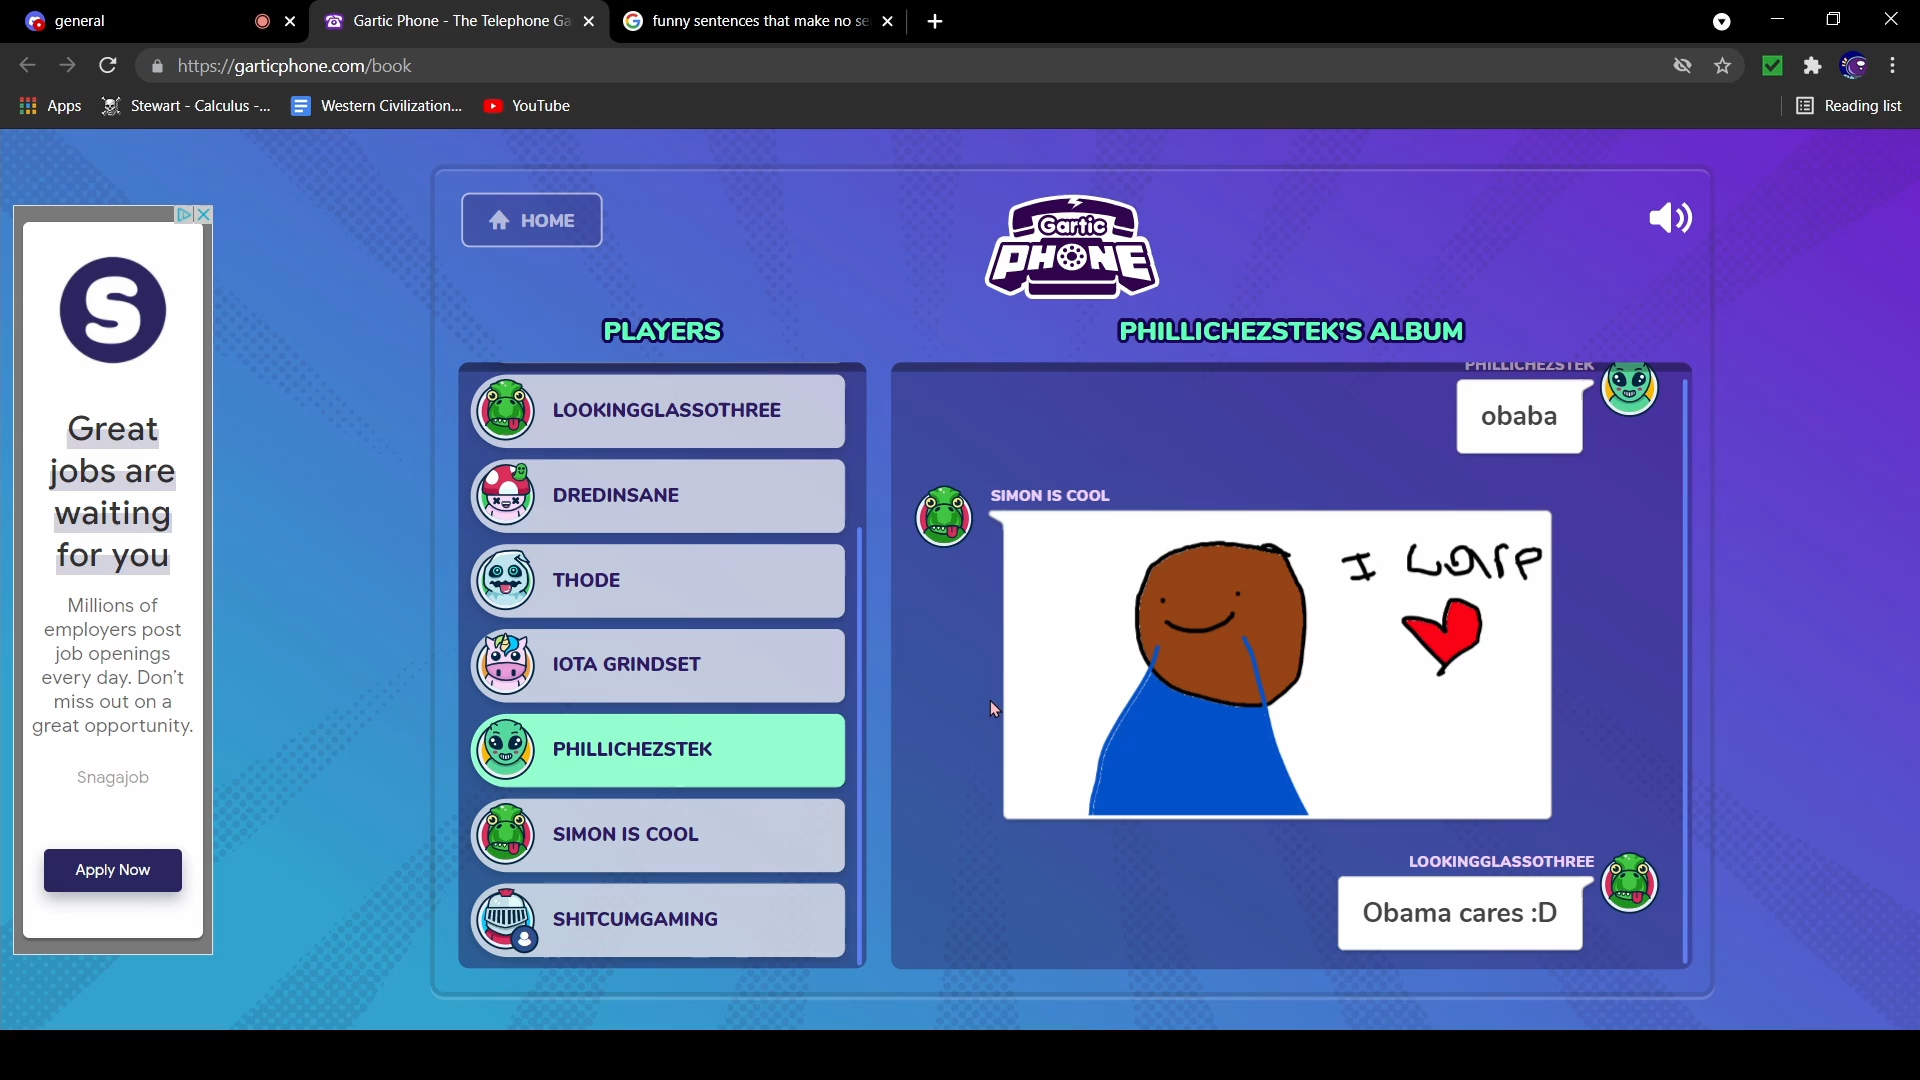 general
Gartic Phone - The Telephone Ga
funny sentences that make no se
https://garticphone.com/book
Apps
Stewart - Calculus -...
Western Civilization...
YouTube
Reading list
HOME
Gartic
PHONE
PLAYERS
PHILLICHEZSTEK'S ALBUM
S
Great
jobs are
waiting
for you
Millions of
employers post
job openings
every day. Don't
miss out on a
great opportunity.
Snagajob
Apply Now
LOOKINGGLASSOTHREE
DREDINSANE
THODE
IOTA GRINDSET
PHILLICHEZSTEK
SIMON IS COOL
SHITCUMGAMING
PHILLICHEZSTEK
obaba
SIMON IS COOL
I Larp
LOOKINGGLASSOTHREE
Obama cares :D